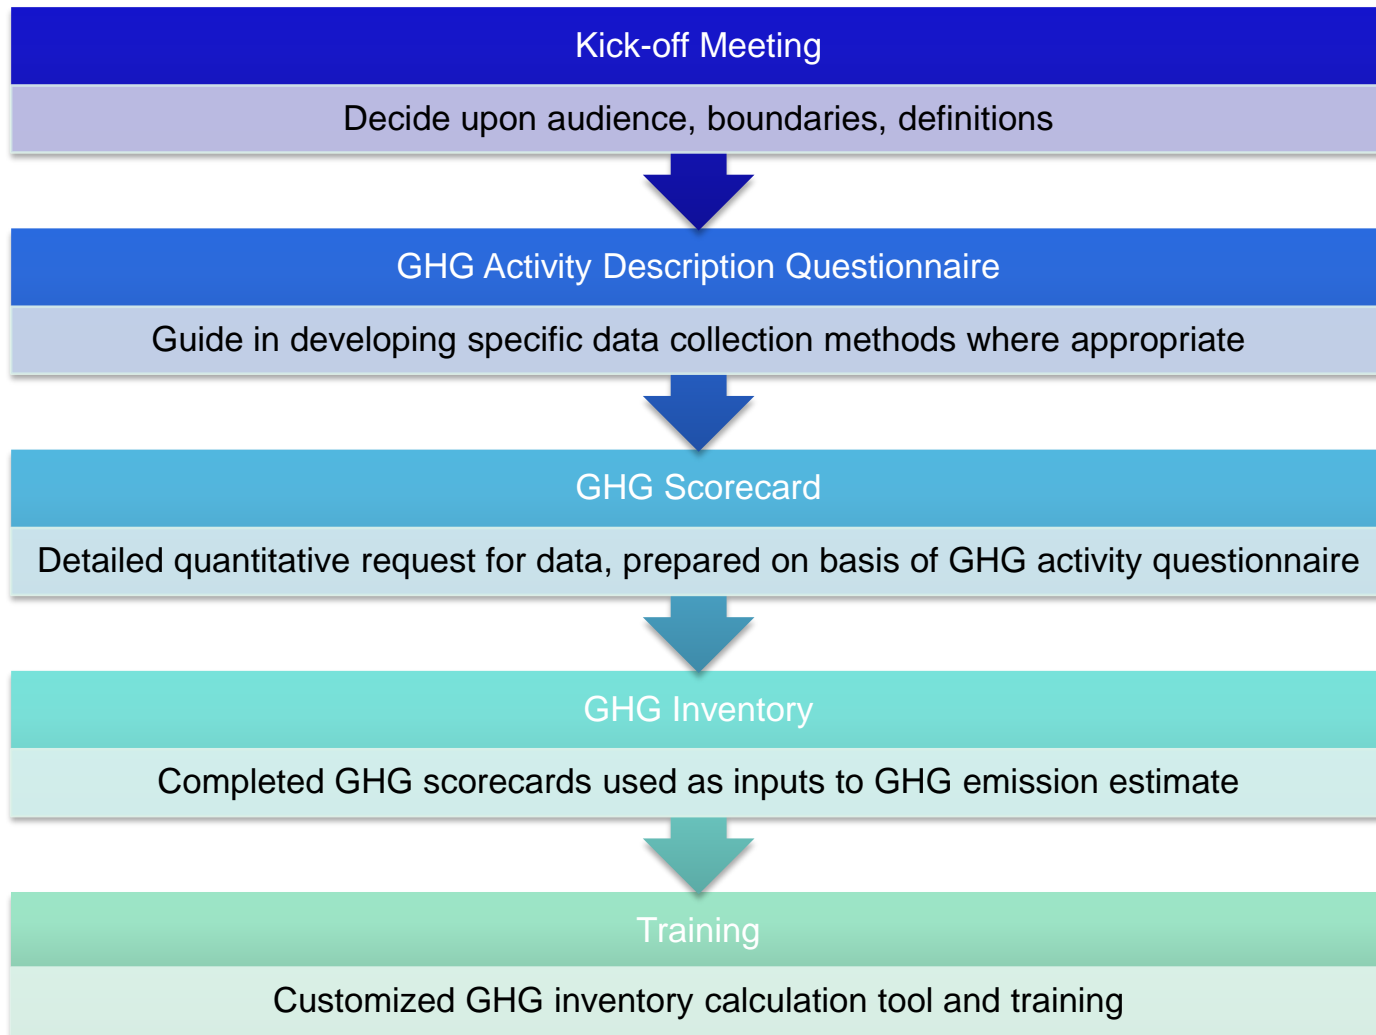 Kick-off Meeting
Decide upon audience, boundaries, definitions
GHG Activity Description Questionnaire
Guide in developing specific data collection methods where appropriate
GHG Scorecard
Detailed quantitative request for data, prepared on basis of GHG activity questionnaire
GHG Inventory
Completed GHG scorecards used as inputs to GHG emission estimate
Training
Customized GHG inventory calculation tool and training